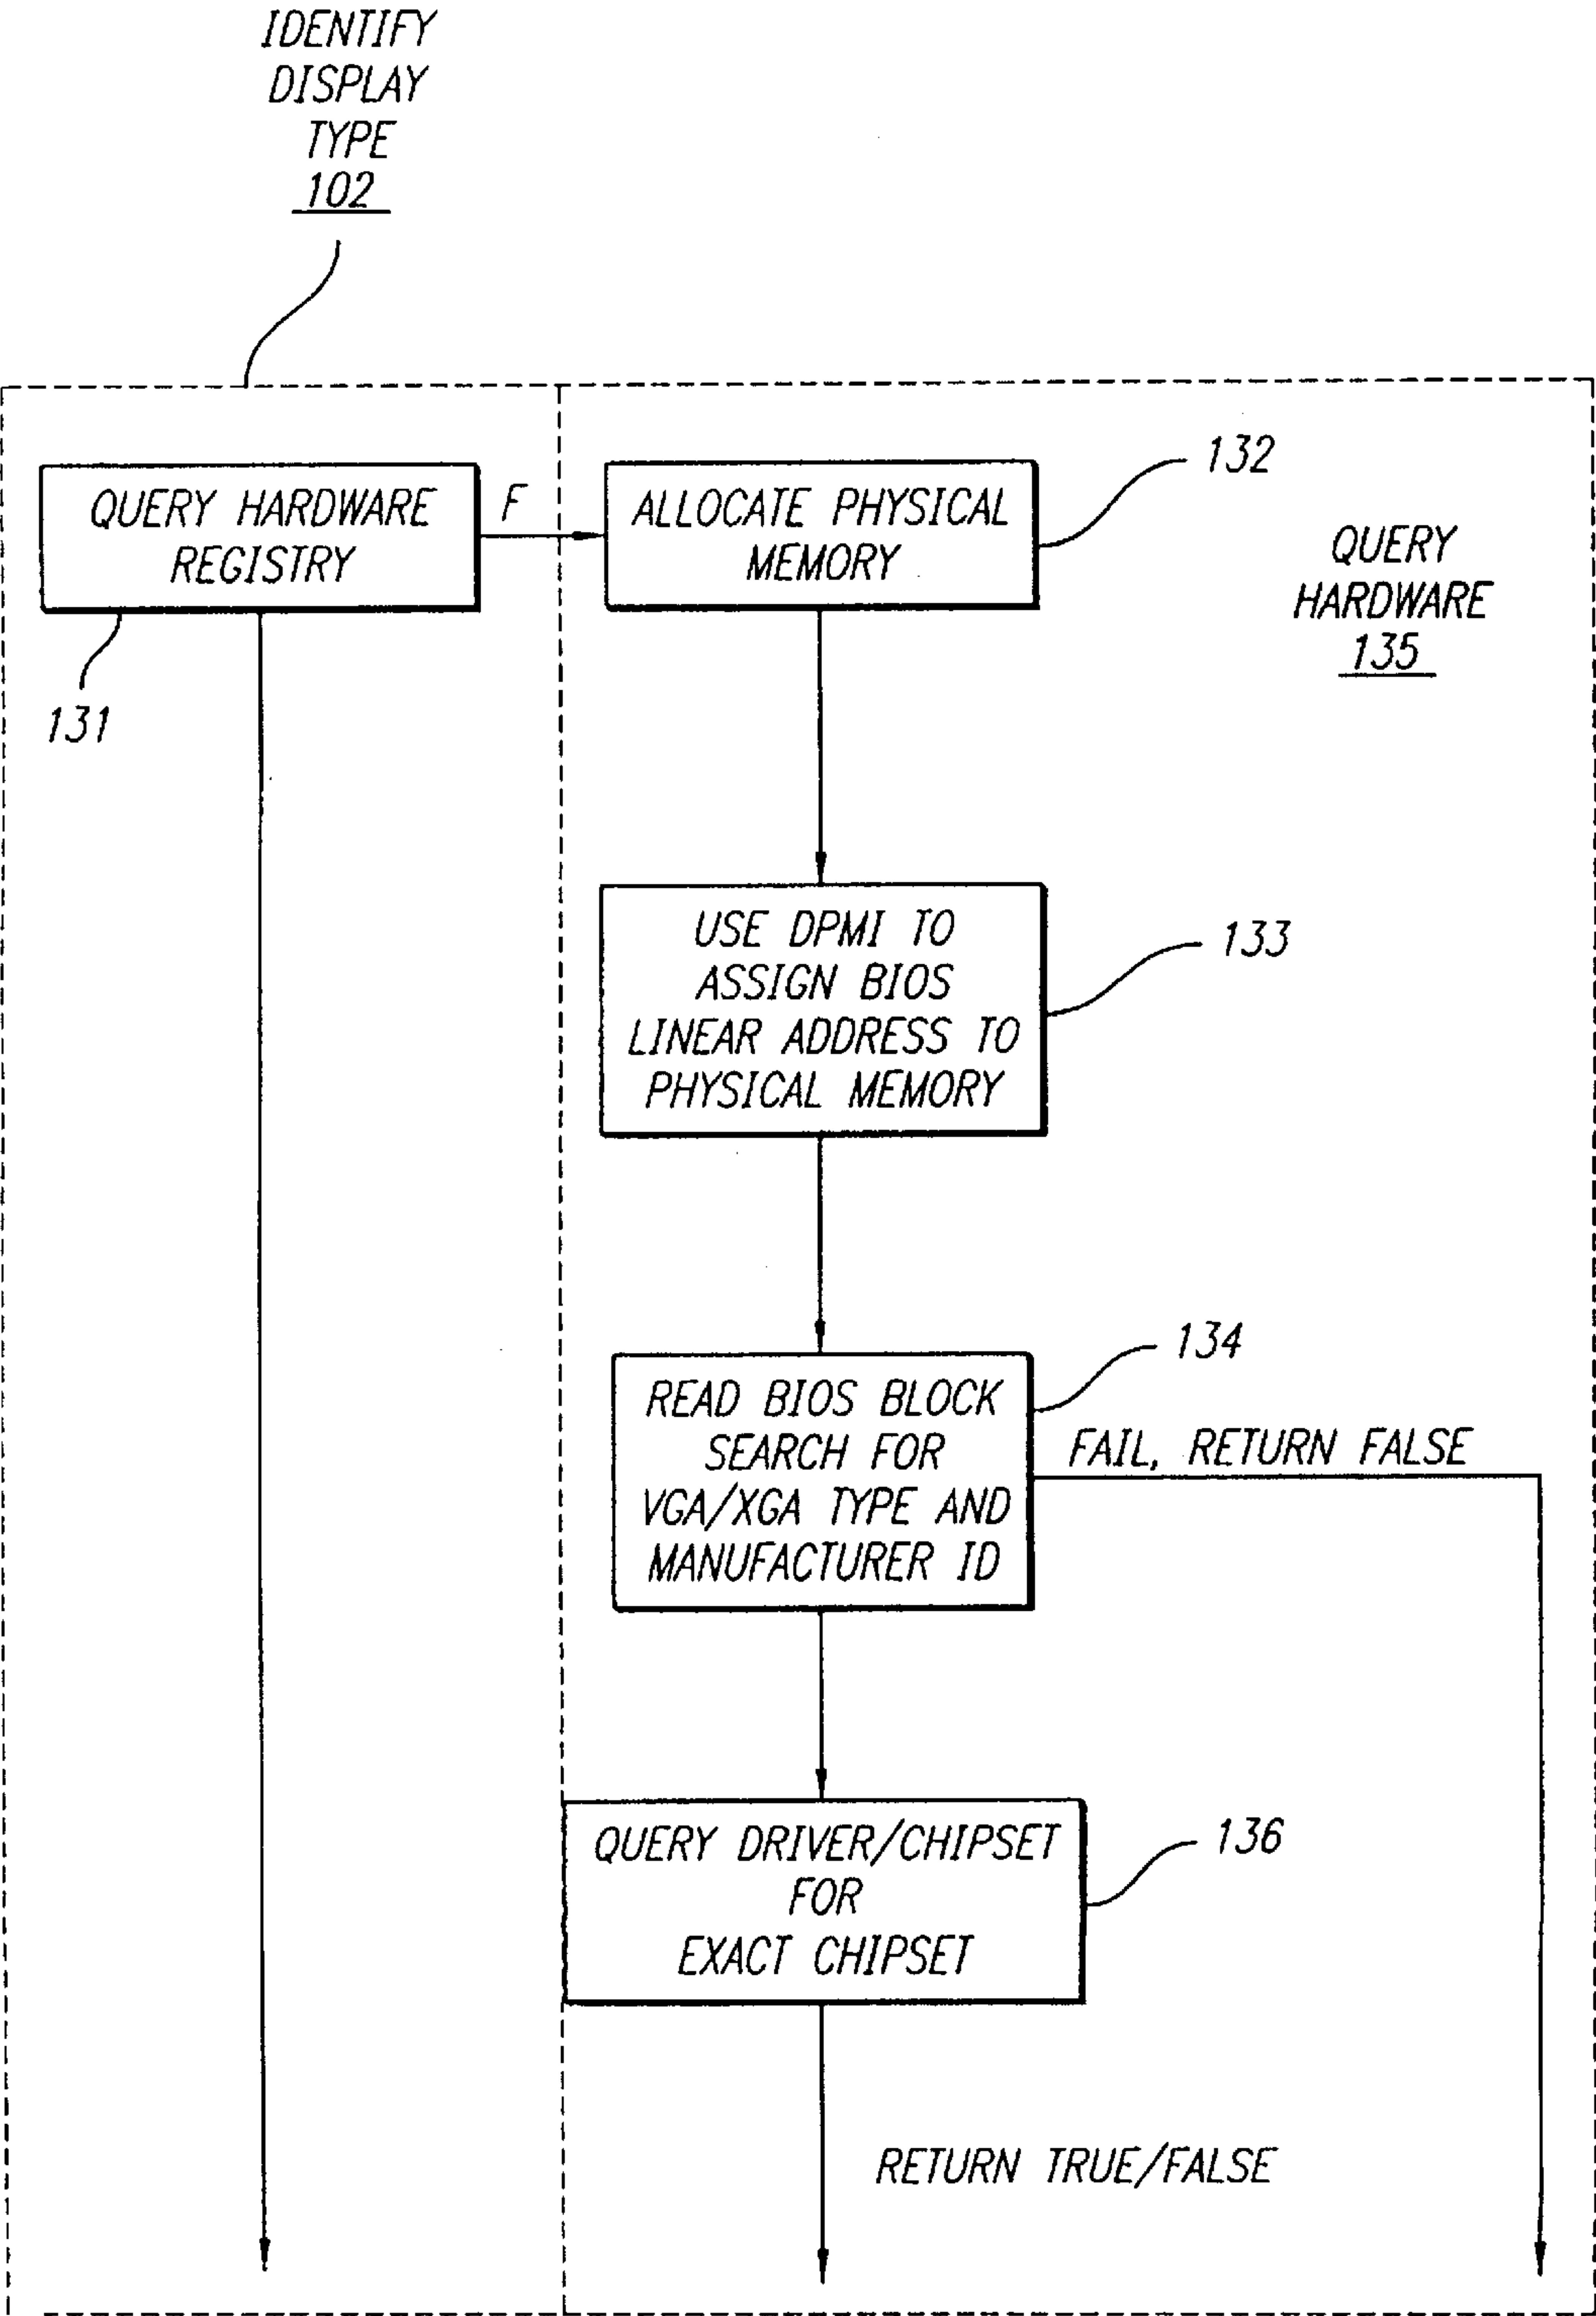 IDENTIFY
DISPLAY
TYPE
102
QUERY HARDWARE
REGISTRY
131
F
ALLOCATE PHYSICAL
MEMORY
132
QUERY
HARDWARE
135
USE DPMI TO
ASSIGN BIOS
LINEAR ADDRESS TO
PHYSICAL MEMORY
133
READ BIOS BLOCK
SEARCH FOR
VGA/XGA TYPE AND
MANUFACTURER ID
134
FAIL, RETURN FALSE
QUERY DRIVER/CHIPSET
FOR
EXACT CHIPSET
136
RETURN TRUE/FALSE